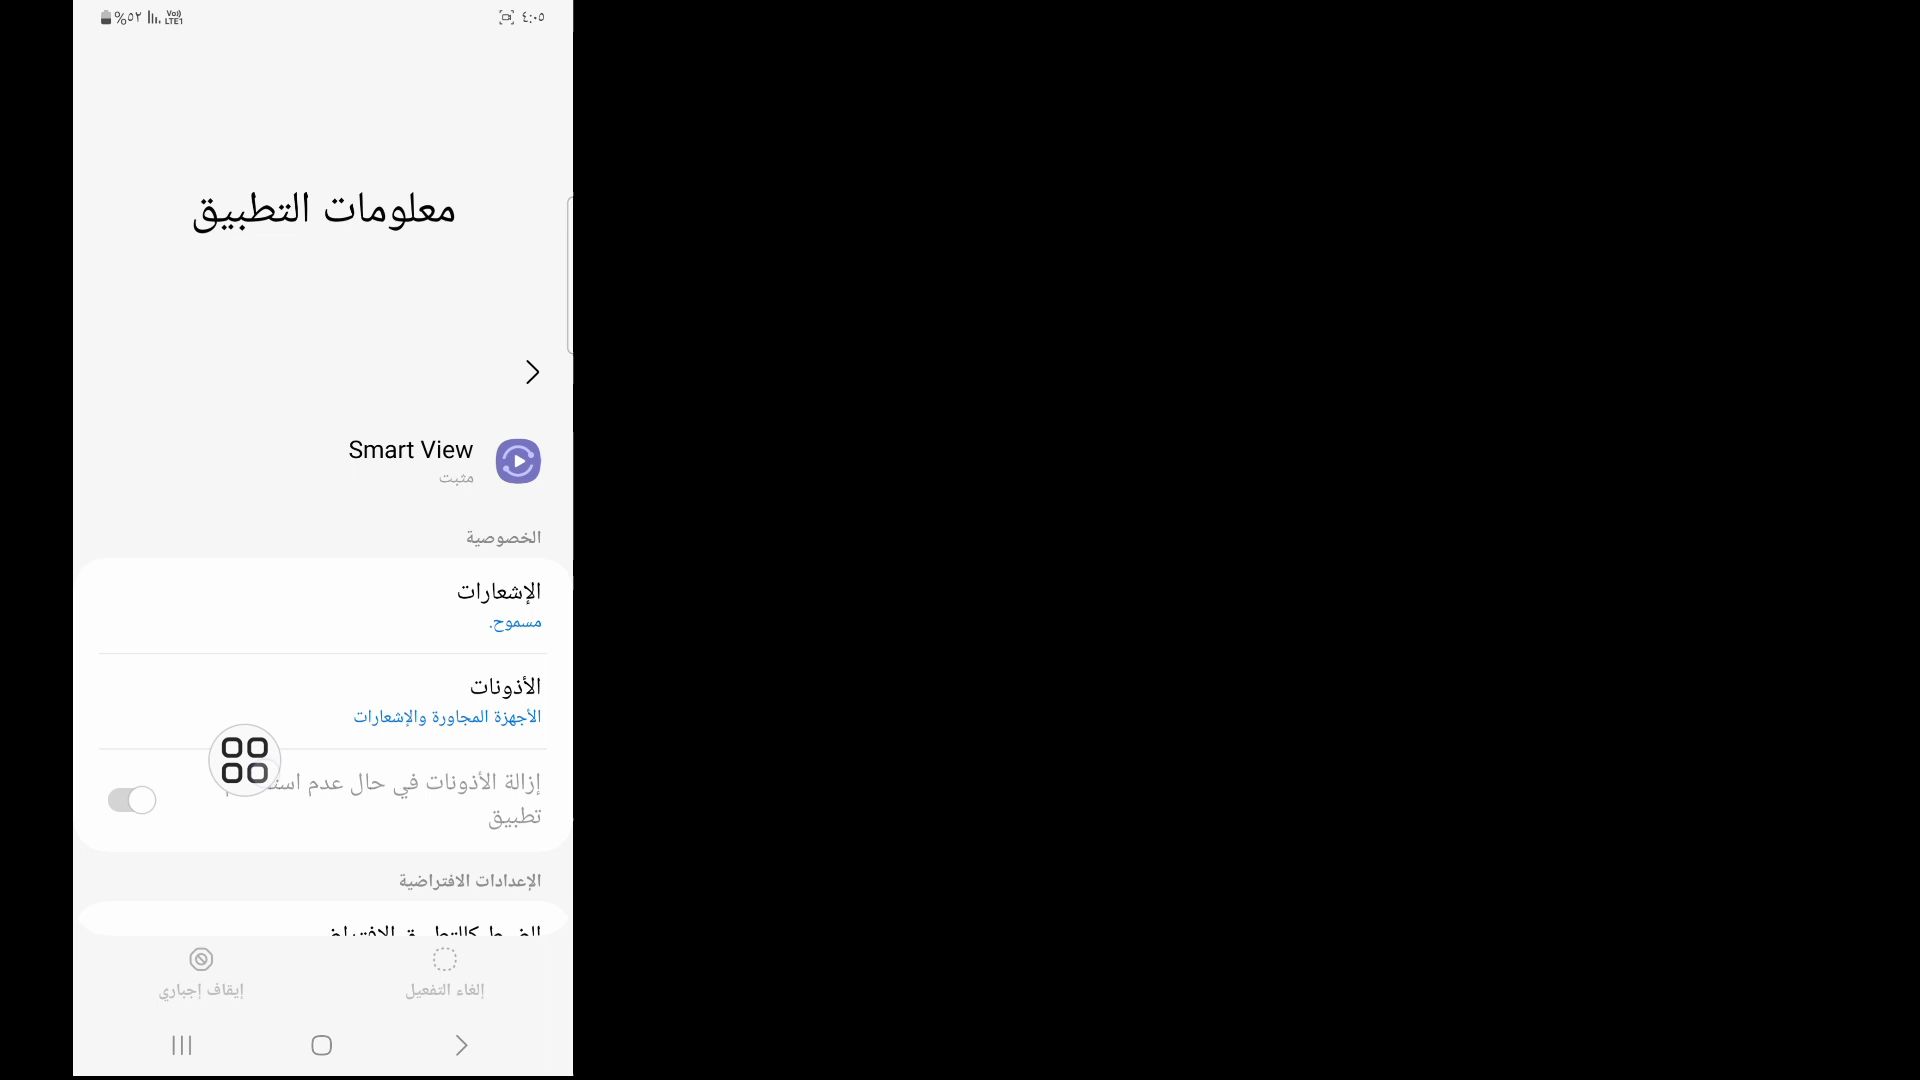 ٤:٠٥
%٥٢ Vo)) LTE1
معلومات التطبيق
Smart View
مثبت
الخصوصية
الإشعارات
مسموح.
الأذونات
الأجهزة المجاورة والإشعارات
إزالة الأذونات في حال عدم
تطبيق
الإعدادات الافتراضية
إلغاء التفعيل
إيقاف إجباري